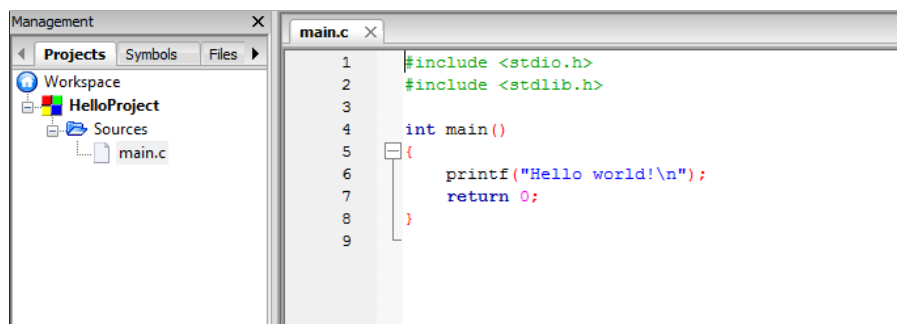 Management
Projects Symbols Files
Workspace
HelloProject
Sources
main.c
main.c
1 #include <stdio.h>
2 #include <stdlib.h>
3
4 int main()
5 {
6 printf("Hello world!\n");
7 return 0;
8 }
9